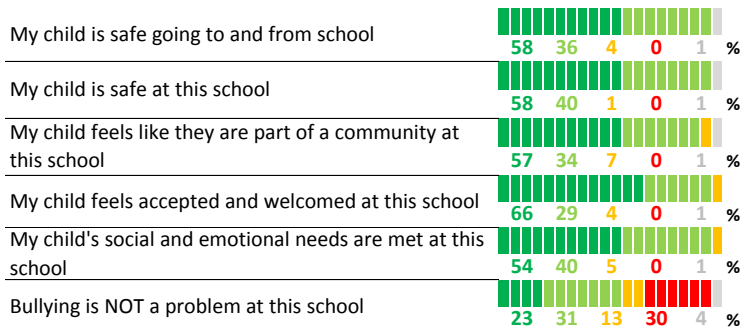 My child is safe going to and from school
58 36 4 0 1 %
My child is safe at this school
58 40 1 0 1 %
My child feels like they are part of a community at
this school
57 34 7 0 1 %
My child feels accepted and welcomed at this school
66 29 4 0 1 %
My child's social and emotional needs are met at this
school
54 40 5 0 1 %
Bullying is NOT a problem at this school
23 31 13 30 4 %